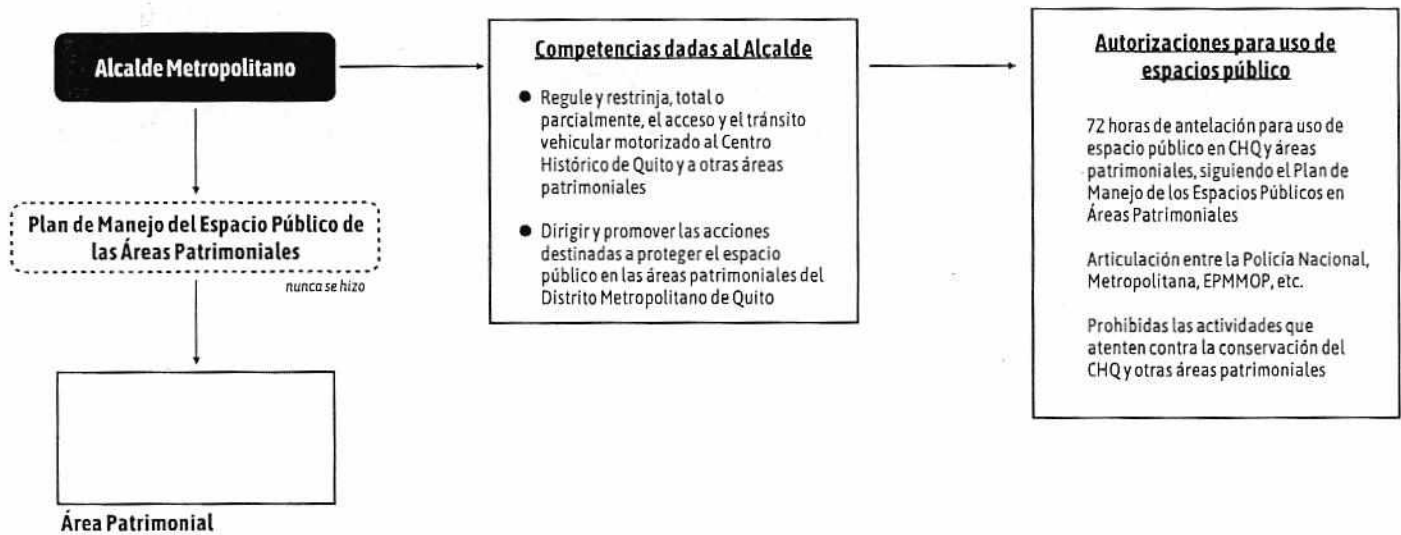 Alcalde Metropolitano
Plan de Manejo del Espacio Público de
las Áreas Patrimoniales
nunca se hizo
Área Patrimonial
Competencias dadas al Alcalde
● Regule y restrinja, total o
parcialmente, el acceso y el tránsito
vehicular motorizado al Centro
Histórico de Quito y a otras áreas
patrimoniales
● Dirigir y promover las acciones
destinadas a proteger el espacio
público en las áreas patrimoniales del
Distrito Metropolitano de Quito
Autorizaciones para uso de
espacios público
72 horas de antelación para uso de
espacio público en CHQ y áreas
patrimoniales, siguiendo el Plan de
Manejo de los Espacios Públicos en
Áreas Patrimoniales
Articulación entre la Policía Nacional,
Metropolitana, EPMMOP, etc.
Prohibidas las actividades que
atenten contra la conservación del
CHQ y otras áreas patrimoniales